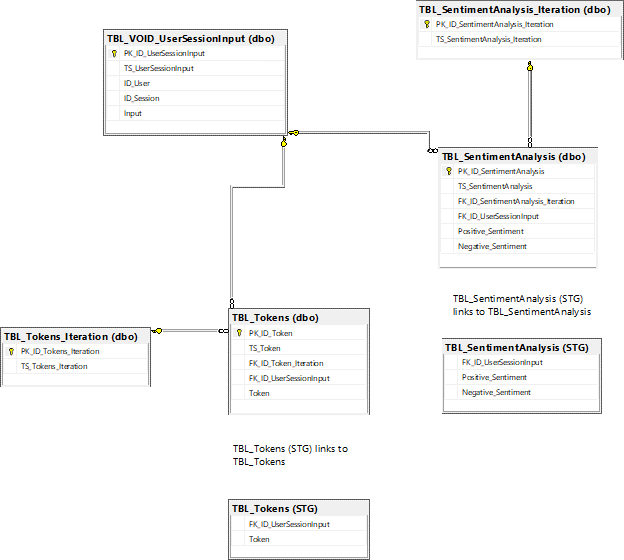 TBL_SentimentAnalysis_Iteration (dbo)
PK_ID_SentimentAnalysis_Iteration
TS_SentimentAnalysis_Iteration
TBL_VOID_UserSessionInput (dbo)
PK_ID_UserSessionInput
TS_UserSessionInput
ID_User
ID_Session
Input
TBL_SentimentAnalysis (dbo)
PK_ID_SentimentAnalysis
TS_SentimentAnalysis
FK_ID_SentimentAnalysis_Iteration
FK_ID_UserSessionInput
Positive_Sentiment
Negative_Sentiment
TBL_SentimentAnalysis (STG)
links to TBL_SentimentAnalysis
TBL_Tokens_Iteration (dbo)
PK_ID_Tokens_Iteration
TS_Tokens_Iteration
TBL_Tokens (dbo)
PK_ID_Token
TS_Token
FK_ID_Token_Iteration
FK_ID_UserSessionInput
Token
TBL_SentimentAnalysis (STG)
FK_ID_UserSessionInput
Positive_Sentiment
Negative_Sentiment
TBL_Tokens (STG) links to
TBL_Tokens
TBL_Tokens (STG)
FK_ID_UserSessionInput
Token